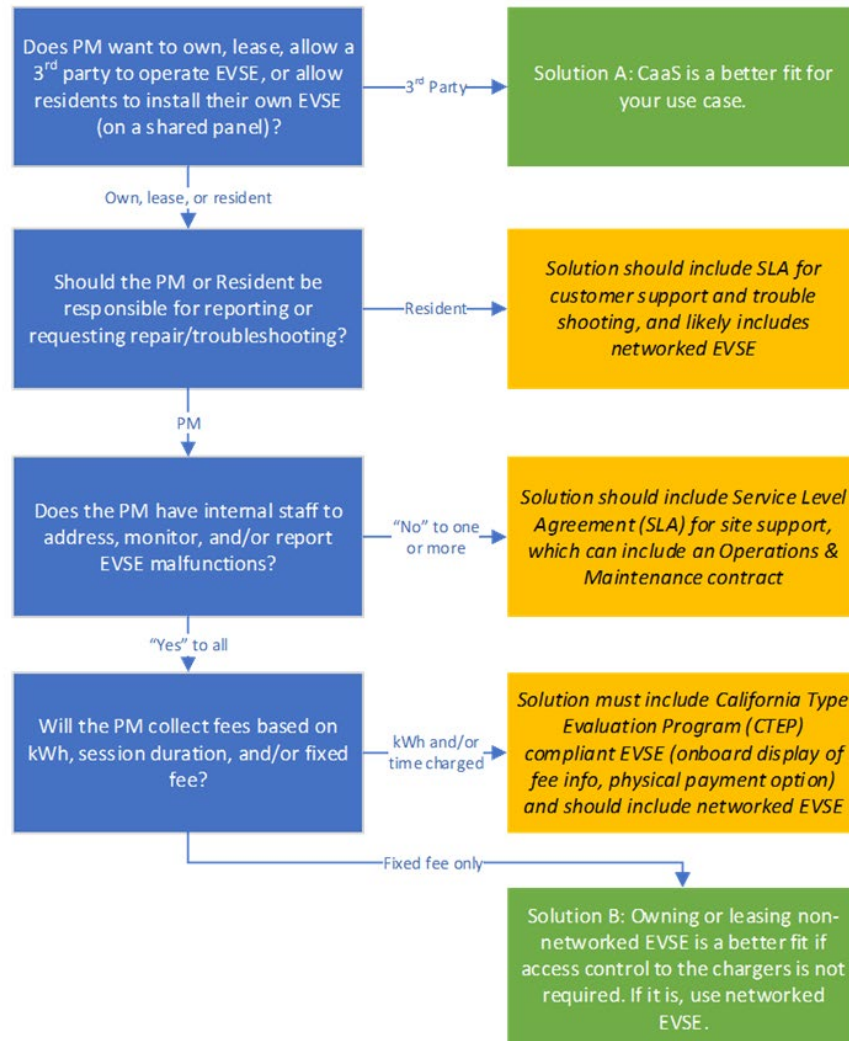 Does PM want to own, lease, allow a
3rd party to operate EVSE, or allow
residents to install their own EVSE
(on a shared panel)?
3rd Party
Solution A: CaaS is a better fit for
your use case.
Own, lease, or resident
Should the PM or Resident be
responsible for reporting or
requesting repair/troubleshooting?
Resident
Solution should include SLA for
customer support and trouble
shooting, and likely includes
networked EVSE
PM
Does the PM have internal staff to
address, monitor, and/or report
EVSE malfunctions?
“No” to one
or more
Solution should include Service Level
Agreement (SLA) for site support,
which can include an Operations &
Maintenance contract
“Yes” to all
Will the PM collect fees based on
kWh, session duration, and/or fixed
fee?
kWh and/or
time charged
Solution must include California Type
Evaluation Program (CTEP)
compliant EVSE (onboard display of
fee info, physical payment option)
and should include networked EVSE
Fixed fee only
Solution B: Owning or leasing non-
networked EVSE is a better fit if
access control to the chargers is not
required. If it is, use networked
EVSE.